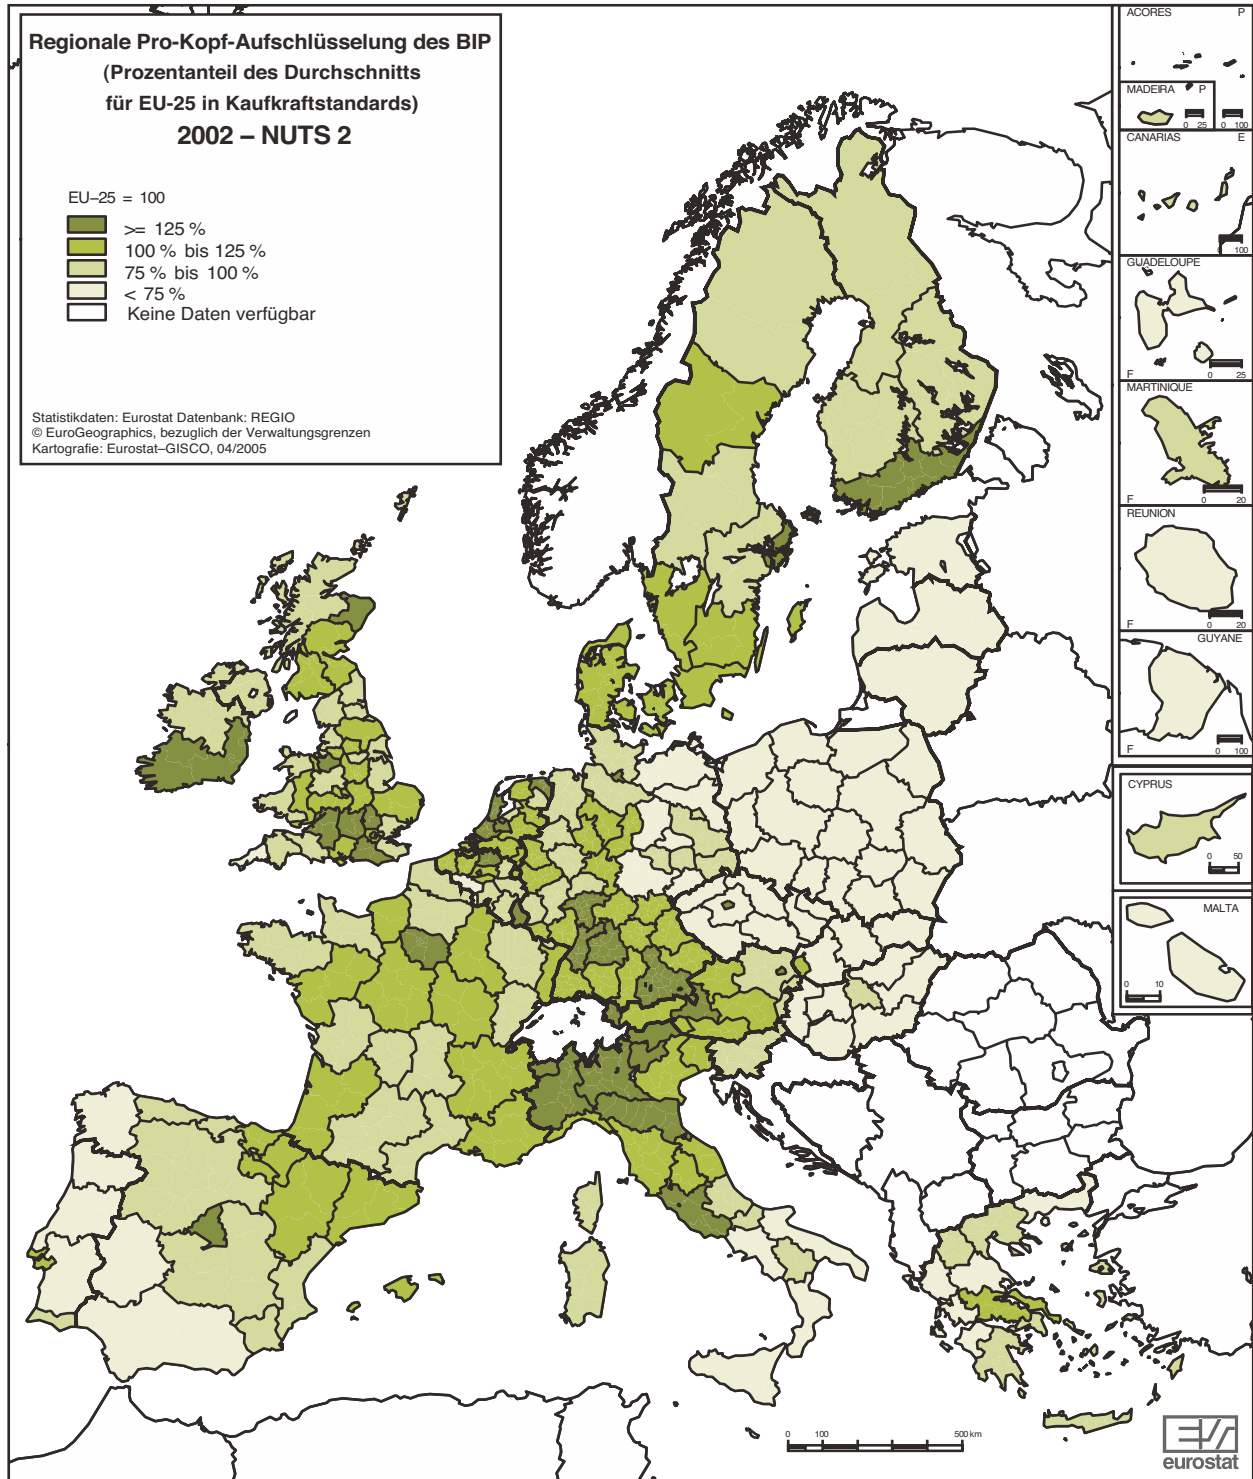 Regionale Pro-Kopf-Aufschlüsselung des BIP
(Prozentanteil des Durchschnitts
für EU-25 in Kaufkraftstandards)
2002 – NUTS 2
EU–25 = 100
>= 125 %
100 % bis 125 %
75 % bis 100 %
< 75 %
Keine Daten verfügbar
Statistikdaten: Eurostat Datenbank: REGIO
© EuroGeographics, bezuglich der Verwaltungsgrenzen
Kartografie: Eurostat–GISCO, 04/2005
ACORES P
0 100
MADEIRA P
0 25
CANARIAS E
0 100
GUADELOUPE
F 0 25
MARTINIQUE
F 0 20
REUNION
F 0 20
GUYANE
F 0 100
CYPRUS
0 50
MALTA
0 10
0 100 500 km
eurostat